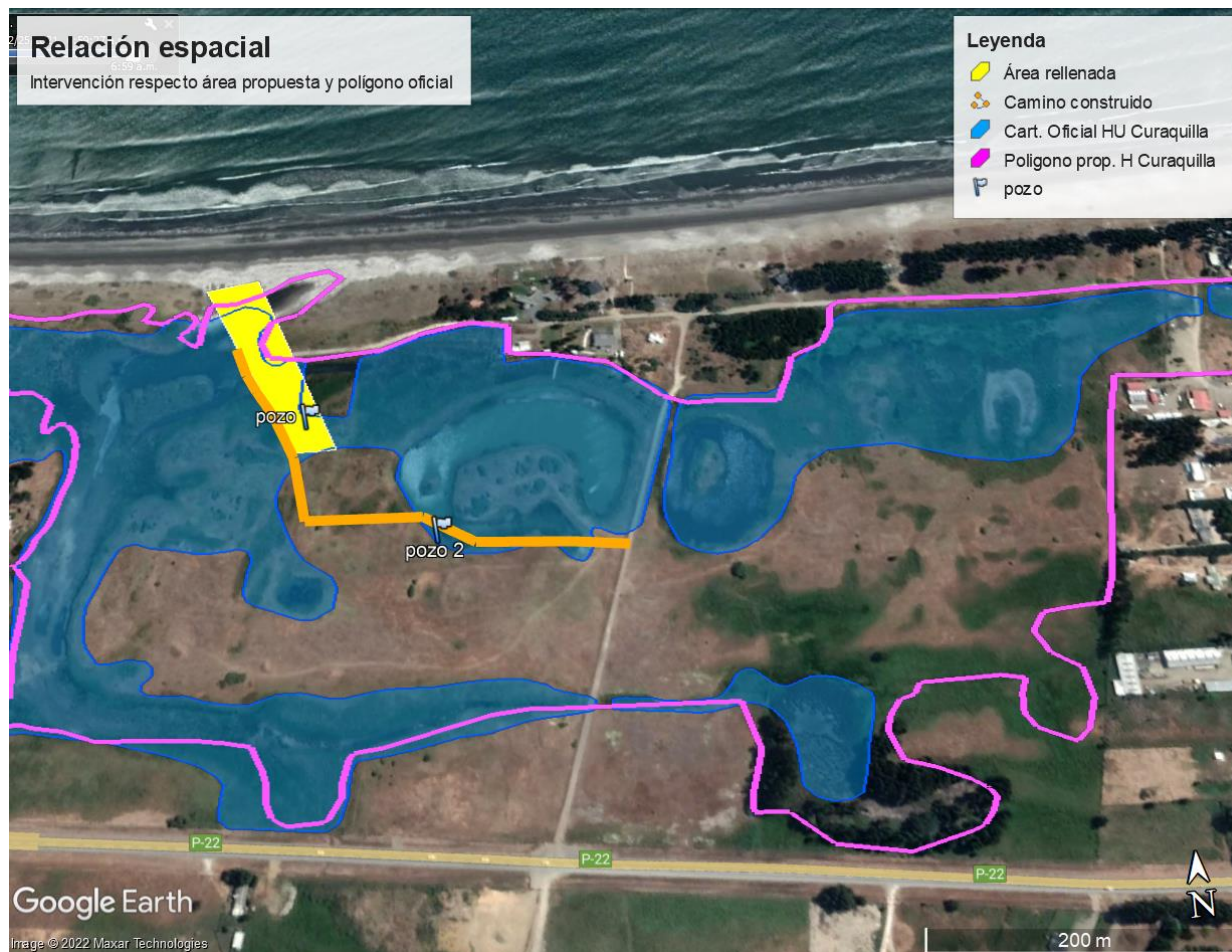 Relación espacial
Intervención respecto área propuesta y polígono oficial
Leyenda
Área rellenada
Camino construido
Cart. Oficial HU Curaquilla
Poligono prop. H Curaquilla
pozo
pozo
pozo 2
P-22
P-22
P-22
Google Earth
N
Image © 2022 Maxar Technologies
200 m